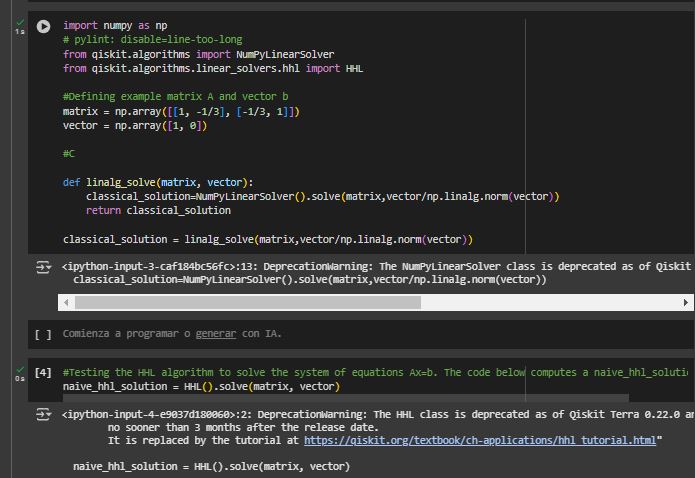 import numpy as np
1s
# pylint: disable=line-too-long
from qiskit.algorithms import NumPyLinearSolver
from qiskit.algorithms.linear_solvers.hhl import HHL
#Defining example matrix A and vector b
matrix = np.array([[1, -1/3], [-1/3, 1]])
vector = np.array([1, 0])
#C
def linalg_solve(matrix, vector):
classical_solution=NumPyLinearSolver().solve(matrix,vector/np.linalg.norm(vector))
return classical_solution
classical_solution = linalg_solve(matrix,vector/np.linalg.norm(vector))
<ipython-input-3-caf184bc56fc>:13: DeprecationWarning: The NumPyLinearSolver class is deprecated as of Qiskit
classical_solution=NumPyLinearSolver().solve(matrix,vector/np.linalg.norm(vector))
[ ] Comienza a programar o generar con IA.
[4] #Testing the HHL algorithm to solve the system of equations Ax=b. The code below computes a naive_hhl_solutio
0s
naive_hhl_solution = HHL().solve(matrix, vector)
<ipython-input-4-e9037d180060>:2: DeprecationWarning: The HHL class is deprecated as of Qiskit Terra 0.22.0 an
no sooner than 3 months after the release date.
It is replaced by the tutorial at https://qiskit.org/textbook/ch-applications/hhl_tutorial.html"
naive_hhl_solution = HHL().solve(matrix, vector)